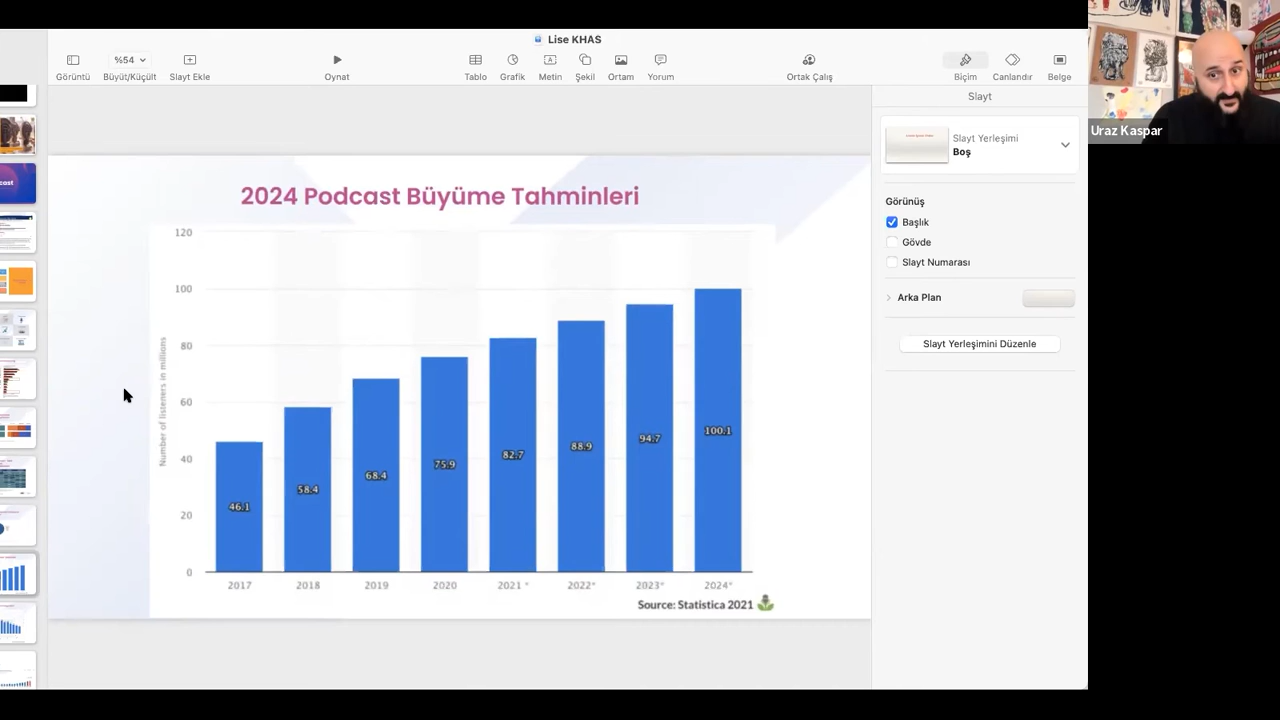 Lise KHAS
%54
Görüntü
Büyüt/Küçült
Slayt Ekle
Oynat
Tablo
Grafik
Metin
Şekil
Ortam
Yorum
Ortak Çalış
Biçim
Canlandır
Belge
Slayt
Slayt Yerleşimi
Boş
Görünüş
Başlık
Gövde
Slayt Numarası
Arka Plan
Slayt Yerleşimini Düzenle
Uraz Kaspar
cast
2024 Podcast Büyüme Tahminleri
Number of listeners in millions
120
100
80
60
40
20
0
46.1
58.4
68.4
75.9
82.7
88.9
94.7
100.1
2017 2018 2019 2020 2021 * 2022* 2023* 2024*
Source: Statistica 2021